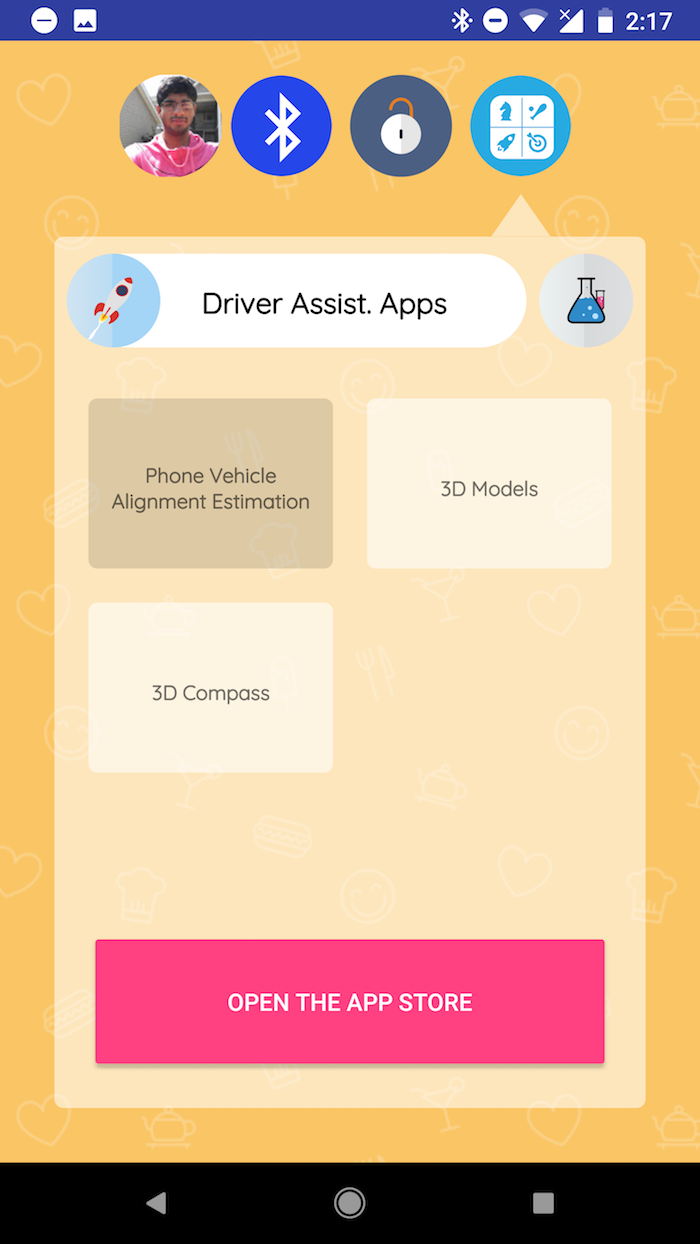 2:17
Driver Assist. Apps
Phone Vehicle
Alignment Estimation
3D Models
3D Compass
OPEN THE APP STORE